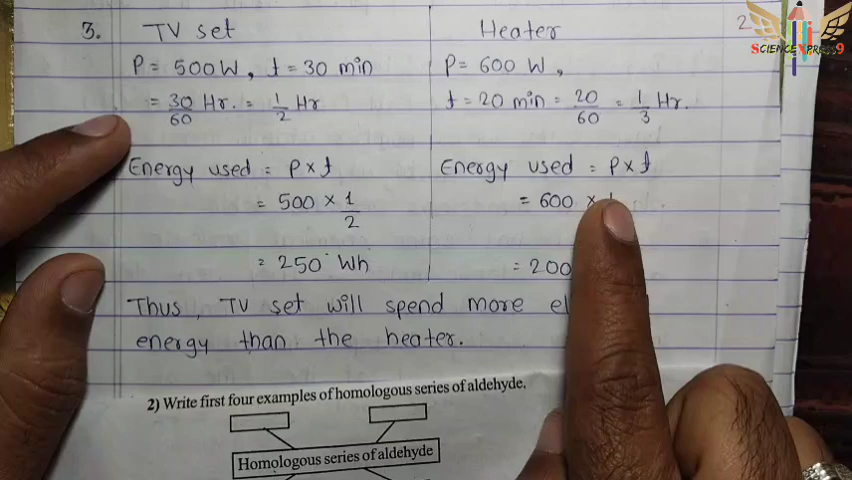 3. TV set
P = 500 W, t = 30 min
= 30/60 Hr. = 1/2 Hr
Energy used = P x t
= 500 x 1/2
= 250 Wh
Heater
P = 600 W,
t = 20 min = 20/60 = 1/3 Hr.
Energy used = P x t
= 600 x
= 200
Thus, TV set will spend more
energy than the heater.
2) Write first four examples of homologous series of aldehyde.
Homologous series of aldehyde
2
SCIENCEXPRESS9